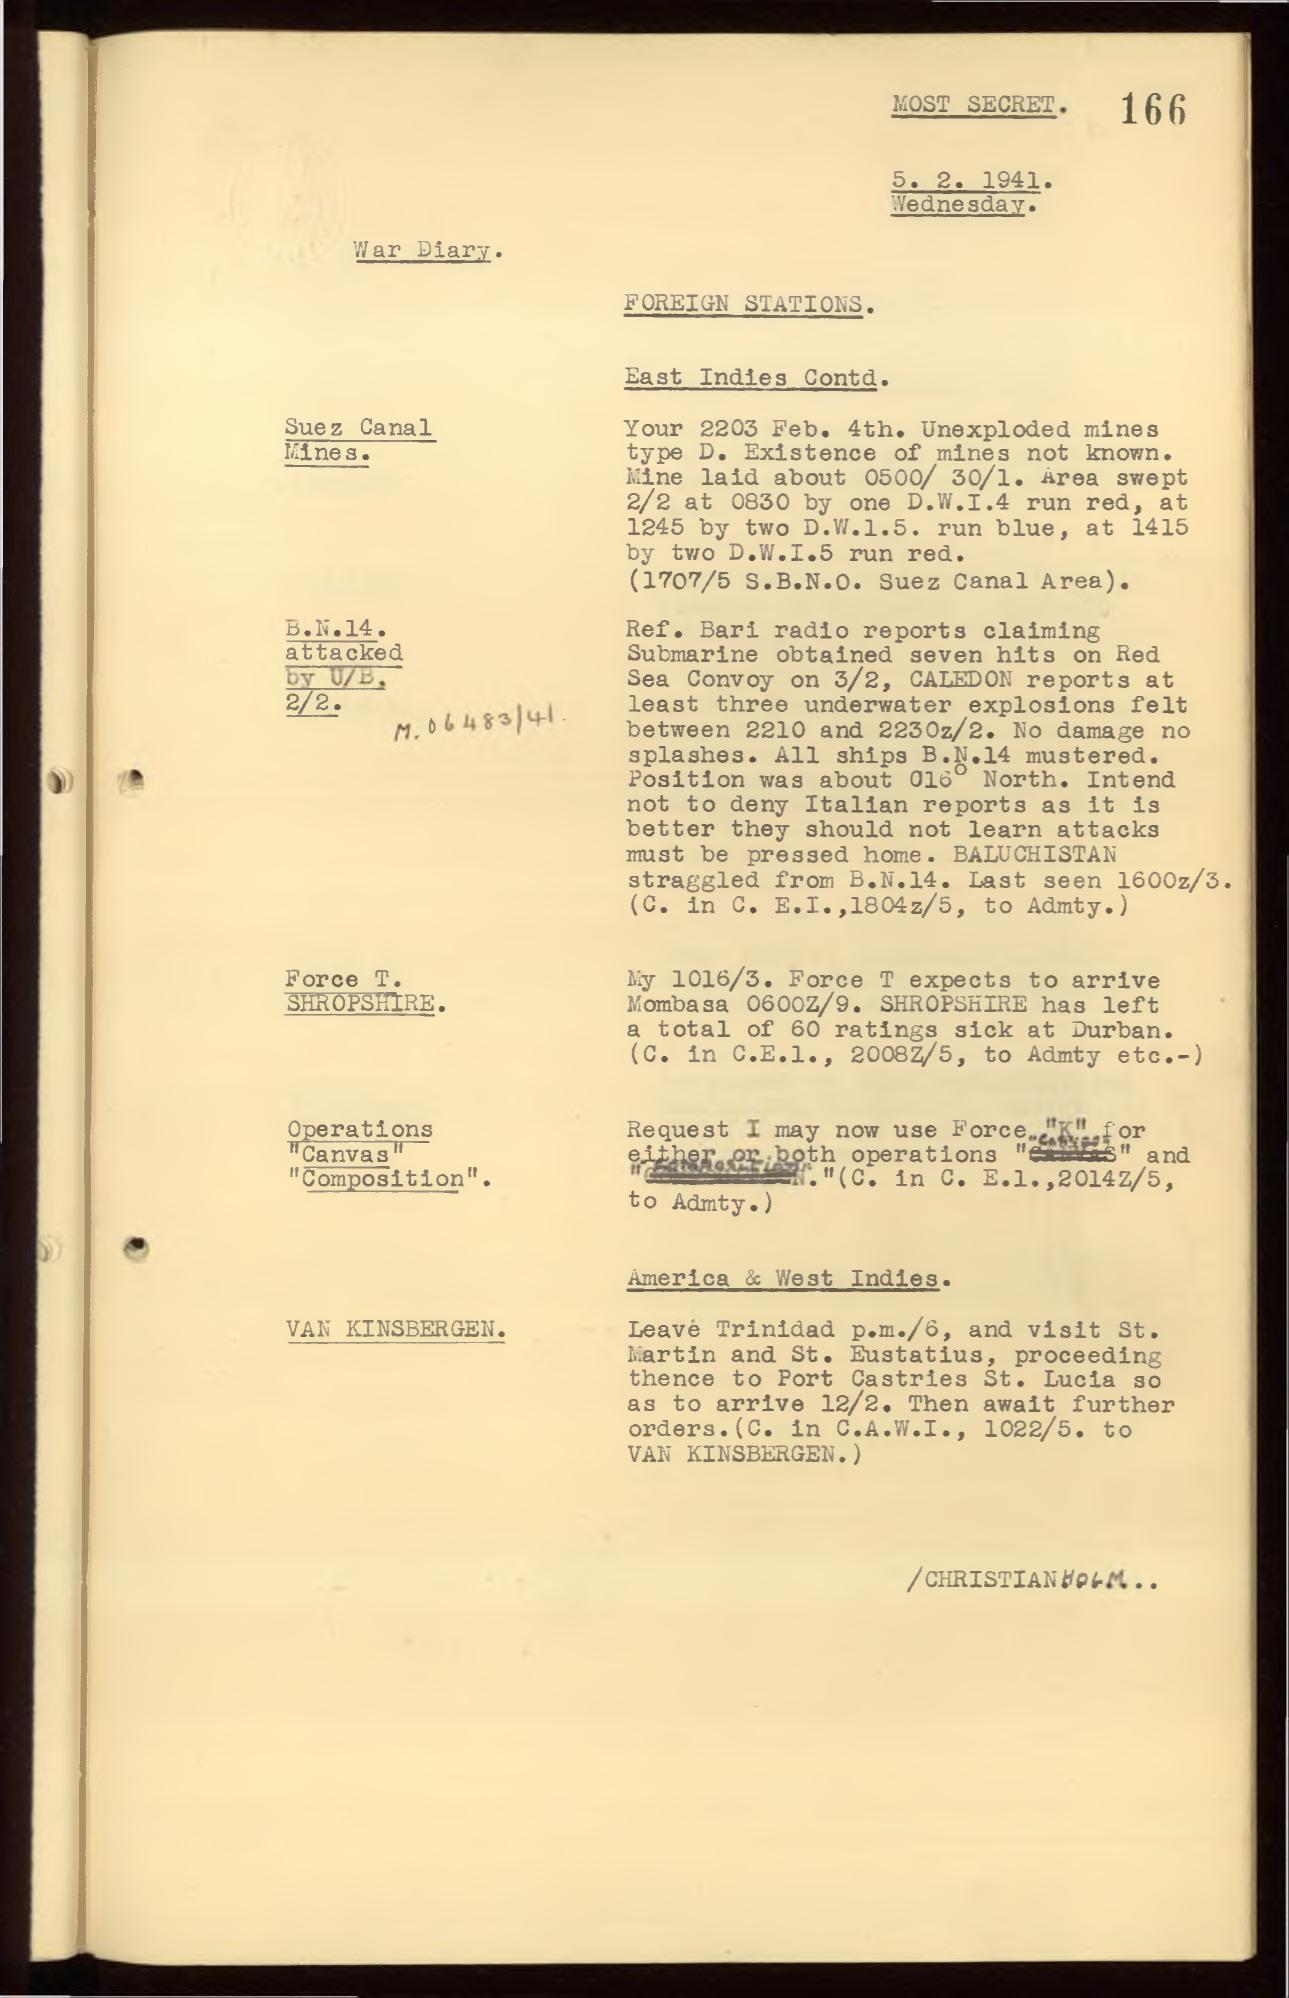 MOST SECRET. 166
5. 2. 1941.
Wednesday.
War Diary.
FOREIGN STATIONS.
East Indies Contd.
Suez Canal
Mines.
Your 2203 Feb. 4th. Unexploded mines
type D. Existence of mines not known.
Mine laid about 0500/ 30/1. Area swept
2/2 at 0830 by one D.W.I.4 run red, at
1245 by two D.W.1.5. run blue, at 1415
by two D.W.I.5 run red.
(1707/5 S.B.N.O. Suez Canal Area).
B.N.14.
attacked
by U/B.
2/2.
M.06483/41.
Ref. Bari radio reports claiming
Submarine obtained seven hits on Red
Sea Convoy on 3/2, CALEDON reports at
least three underwater explosions felt
between 2210 and 2230z/2. No damage no
splashes. All ships B.N.14 mustered.
Position was about 016° North. Intend
not to deny Italian reports as it is
better they should not learn attacks
must be pressed home. BALUCHISTAN
straggled from B.N.14. Last seen 1600z/3.
(C. in C. E.I.,1804z/5, to Admty.)
Force T.
SHROPSHIRE.
My 1016/3. Force T expects to arrive
Mombasa 0600Z/9. SHROPSHIRE has left
a total of 60 ratings sick at Durban.
(C. in C.E.1., 2008Z/5, to Admty etc.-)
Operations
"Canvas"
"Composition".
Request I may now use Force "K" for
"Canvas"
either or both operations "CANVAS" and
"Composition."(C. in C. E.1.,2014Z/5,
to Admty.)
America & West Indies.
VAN KINSBERGEN.
Leave Trinidad p.m./6, and visit St.
Martin and St. Eustatius, proceeding
thence to Port Castries St. Lucia so
as to arrive 12/2. Then await further
orders.(C. in C.A.W.I., 1022/5. to
VAN KINSBERGEN.)
/CHRISTIAN HOLM..